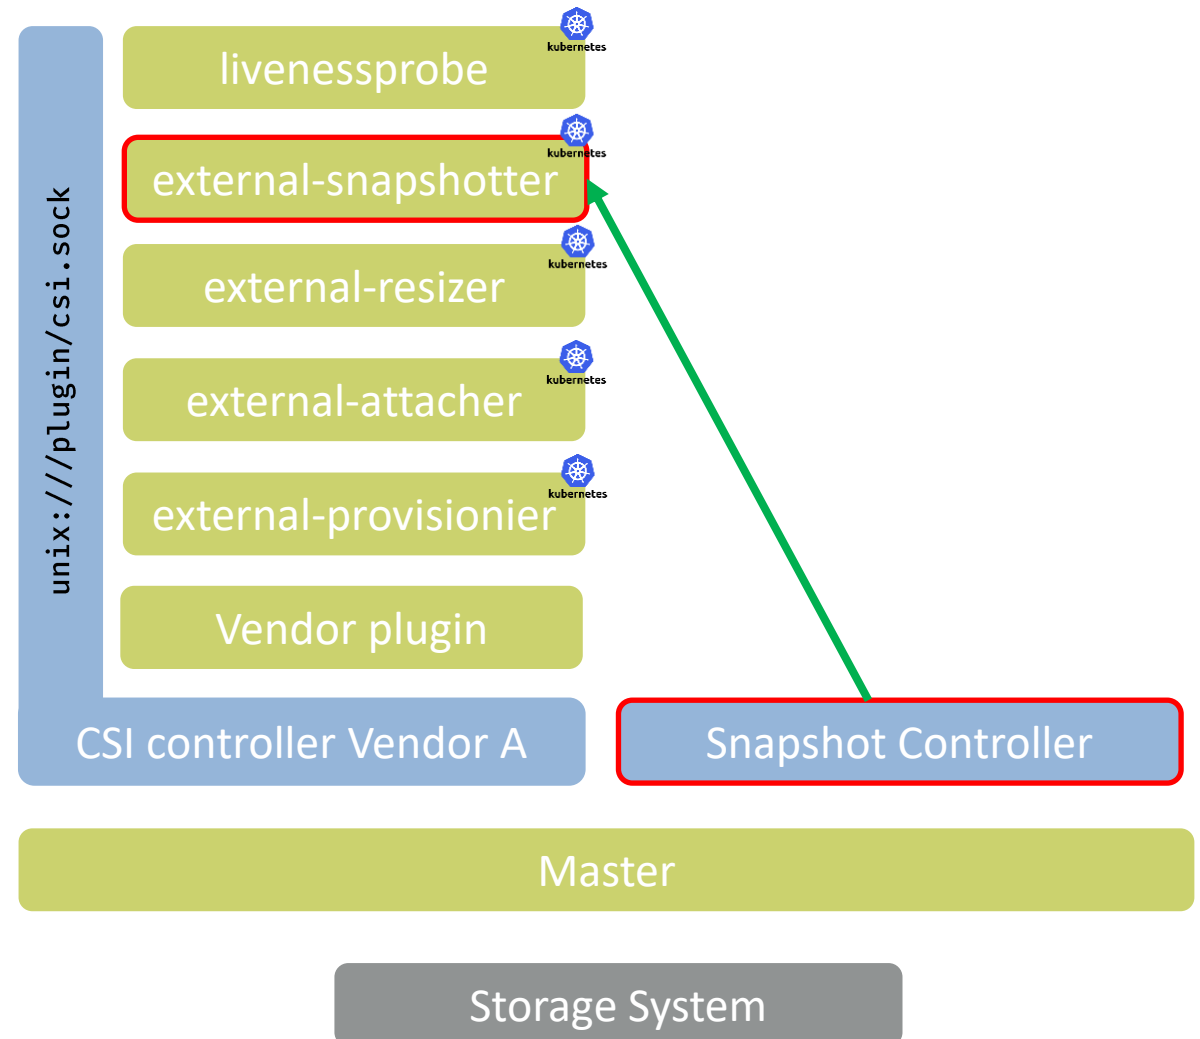 kubernetes
livenessprobe
kubernetes
external-snapshotter
kubernetes
external-resizer
kubernetes
external-attacher
kubernetes
external-provisionier
Vendor plugin
unix:///plugin/csi.sock
CSI controller Vendor A
Snapshot Controller
Master
Storage System